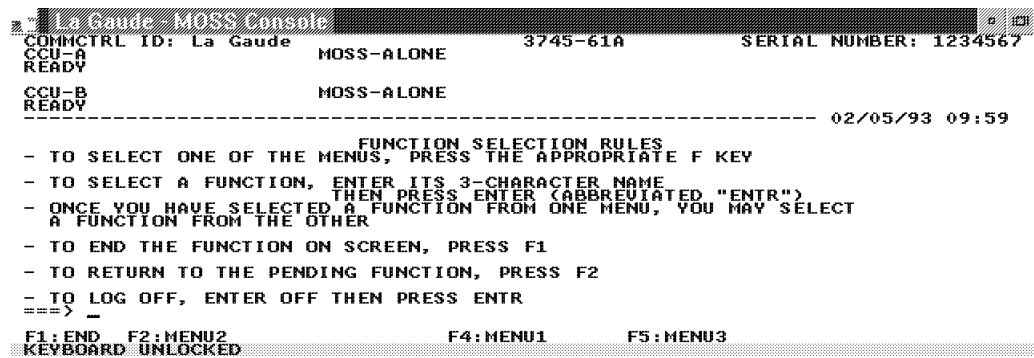 La Gaude - MOSS Console
COMMCTRL ID: La Gaude 3745-61A SERIAL NUMBER: 1234567
CCU-A MOSS-ALONE
READY
CCU-B MOSS-ALONE
READY
--------------------------------------------------------------- 02/05/93 09:59
FUNCTION SELECTION RULES
- TO SELECT ONE OF THE MENUS, PRESS THE APPROPRIATE F KEY
- TO SELECT A FUNCTION, ENTER ITS 3-CHARACTER NAME
THEN PRESS ENTER (ABBREVIATED "ENTR")
- ONCE YOU HAVE SELECTED A FUNCTION FROM ONE MENU, YOU MAY SELECT
A FUNCTION FROM THE OTHER
- TO END THE FUNCTION ON SCREEN, PRESS F1
- TO RETURN TO THE PENDING FUNCTION, PRESS F2
- TO LOG OFF, ENTER OFF THEN PRESS ENTR
===> _
F1:END F2:MENU2 F4:MENU1 F5:MENU3
KEYBOARD UNLOCKED